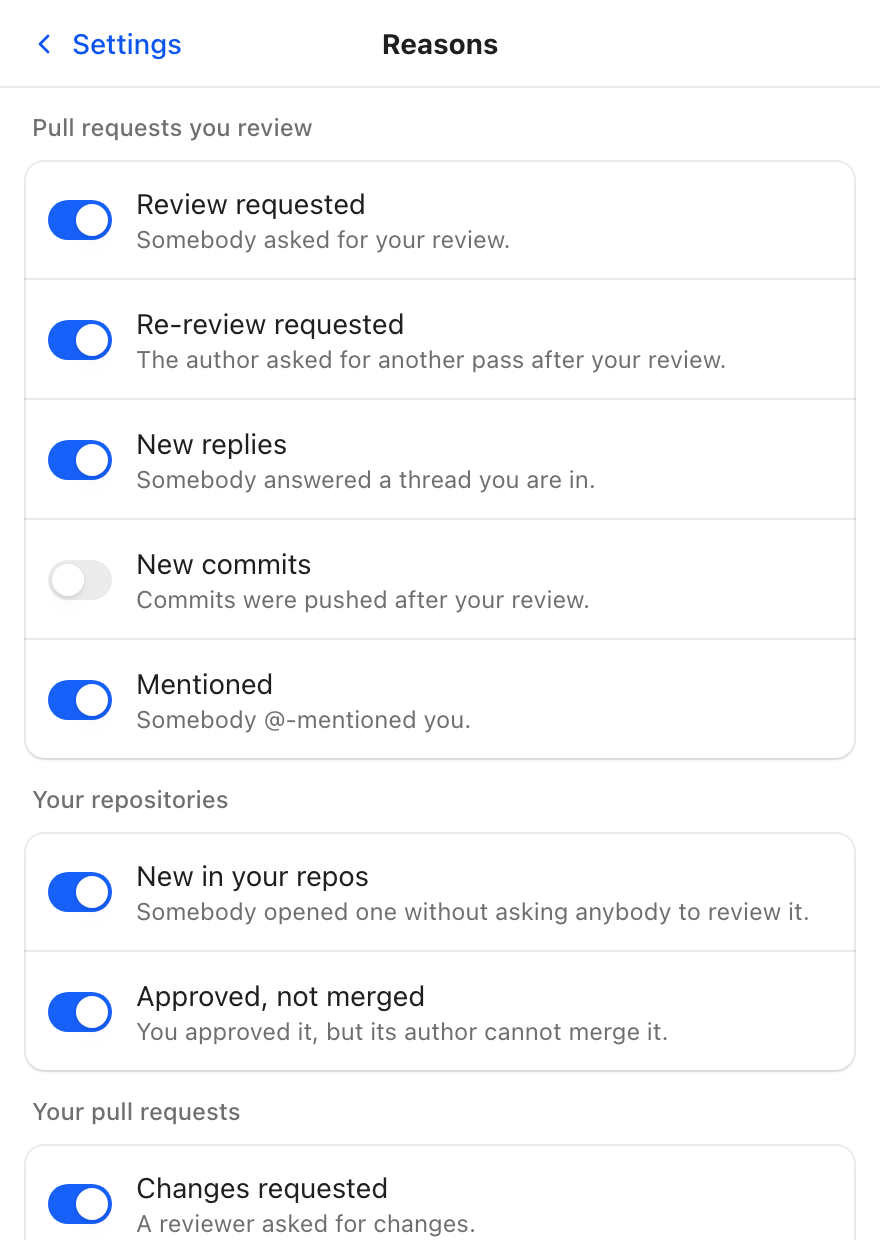 Settings
Reasons
Pull requests you review
Review requested
Somebody asked for your review.
Re-review requested
The author asked for another pass after your review.
New replies
Somebody answered a thread you are in.
New commits
Commits were pushed after your review.
Mentioned
Somebody @-mentioned you.
Your repositories
New in your repos
Somebody opened one without asking anybody to review it.
Approved, not merged
You approved it, but its author cannot merge it.
Your pull requests
Changes requested
A reviewer asked for changes.